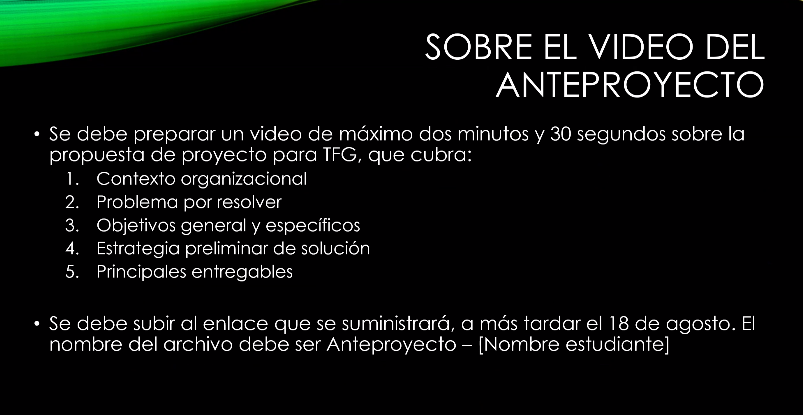 SOBRE EL VIDEO DEL
ANTEPROYECTO
• Se debe preparar un video de máximo dos minutos y 30 segundos sobre la
propuesta de proyecto para TFG, que cubra:
1. Contexto organizacional
2. Problema por resolver
3. Objetivos general y específicos
4. Estrategia preliminar de solución
5. Principales entregables
• Se debe subir al enlace que se suministrará, a más tardar el 18 de agosto. El
nombre del archivo debe ser Anteproyecto – [Nombre estudiante]